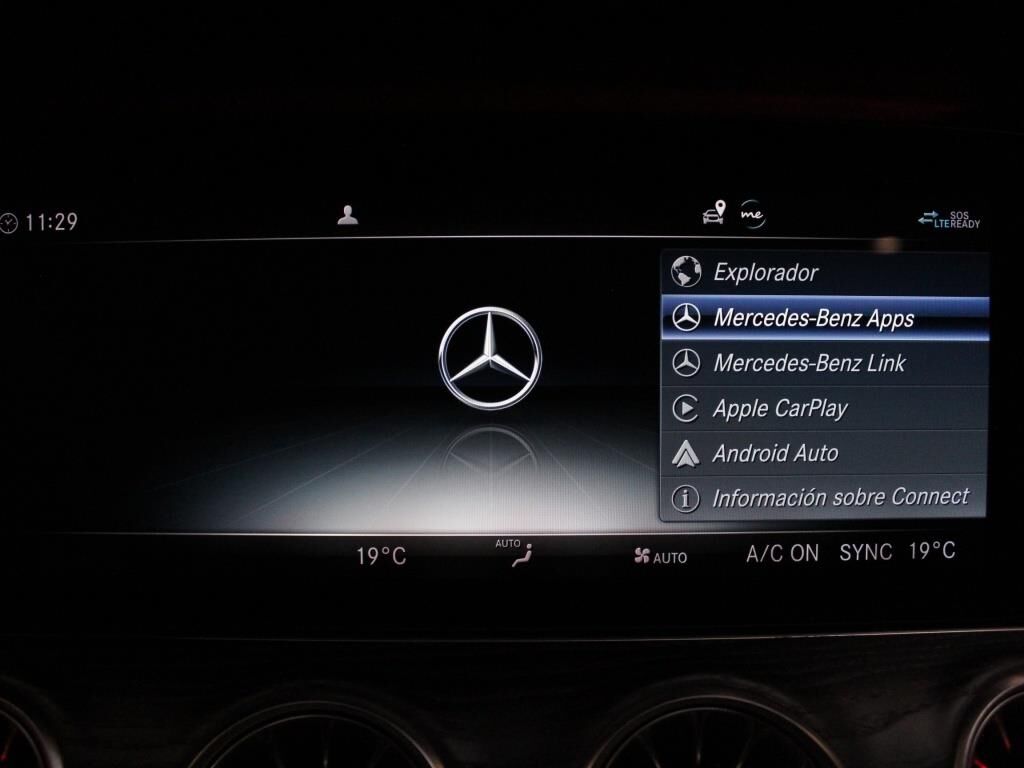 11:29
me
SOS
LTE READY
Explorador
Mercedes-Benz Apps
Mercedes-Benz Link
Apple CarPlay
Android Auto
Información sobre Connect
19°C
AUTO
AUTO
A/C ON SYNC 19°C